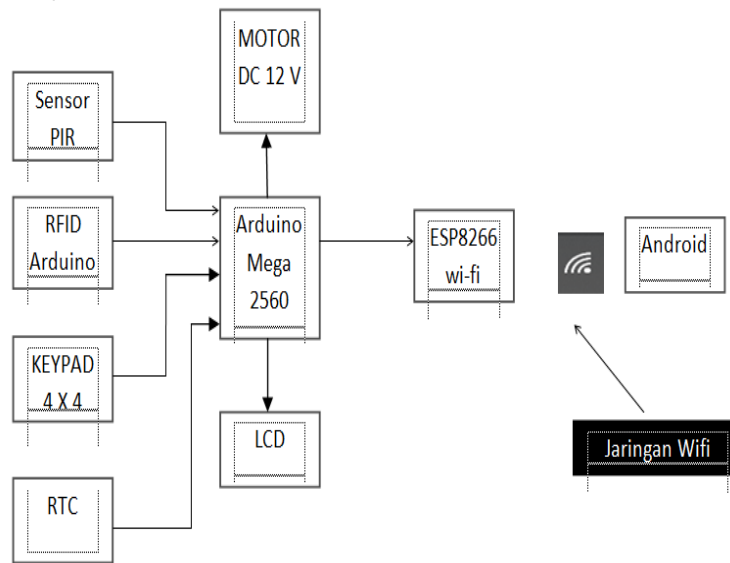 MOTOR
DC 12 V
Sensor
PIR
RFID
Arduino
Arduino
Mega
2560
ESP8266
wi-fi
Android
KEYPAD
4 X 4
LCD
Jaringan Wifi
RTC